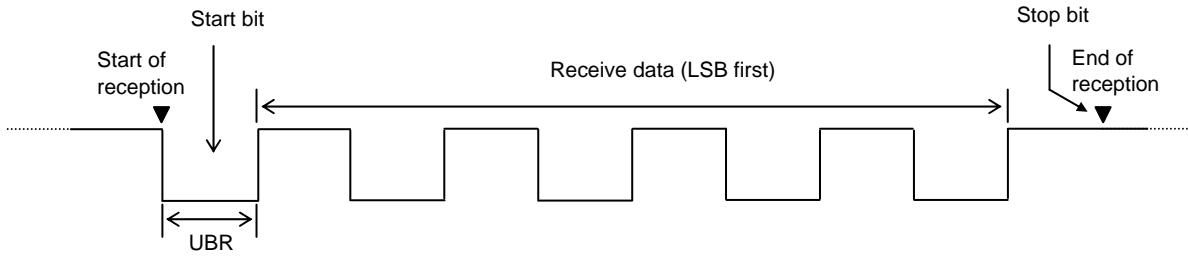 Start bit
Stop bit
Start of
reception
Receive data (LSB first)
End of
reception
UBR